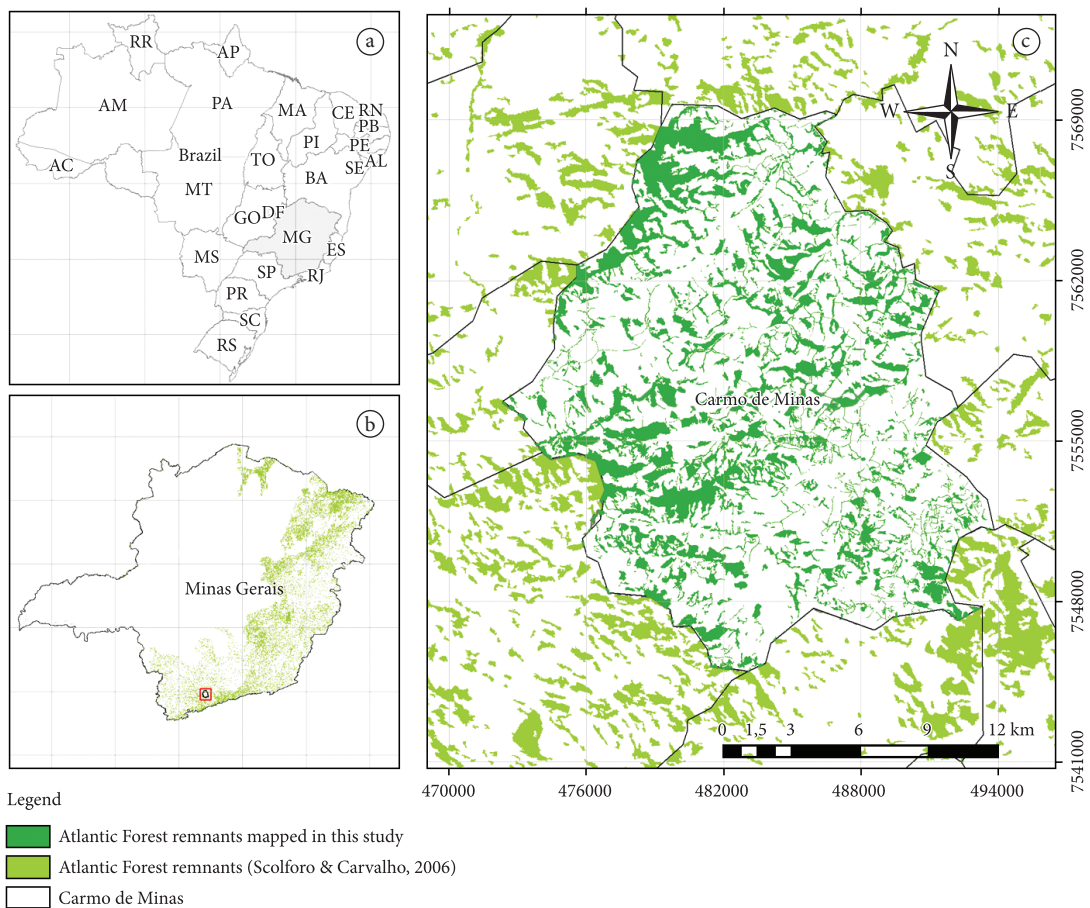 a
RR
AP
AM
PA
MA
CE
RN
PB
PI
PE
AL
SE
AC
Brazil
TO
BA
MT
GO
DF
MG
ES
MS
SP
RJ
PR
SC
RS
b
Minas Gerais
c
N
W
E
S
Carmo de Minas
0 1,5 3 6 9 12 km
7569000
7562000
7555000
7548000
7541000
470000 476000 482000 488000 494000
Legend
Atlantic Forest remnants mapped in this study
Atlantic Forest remnants (Scolforo & Carvalho, 2006)
Carmo de Minas